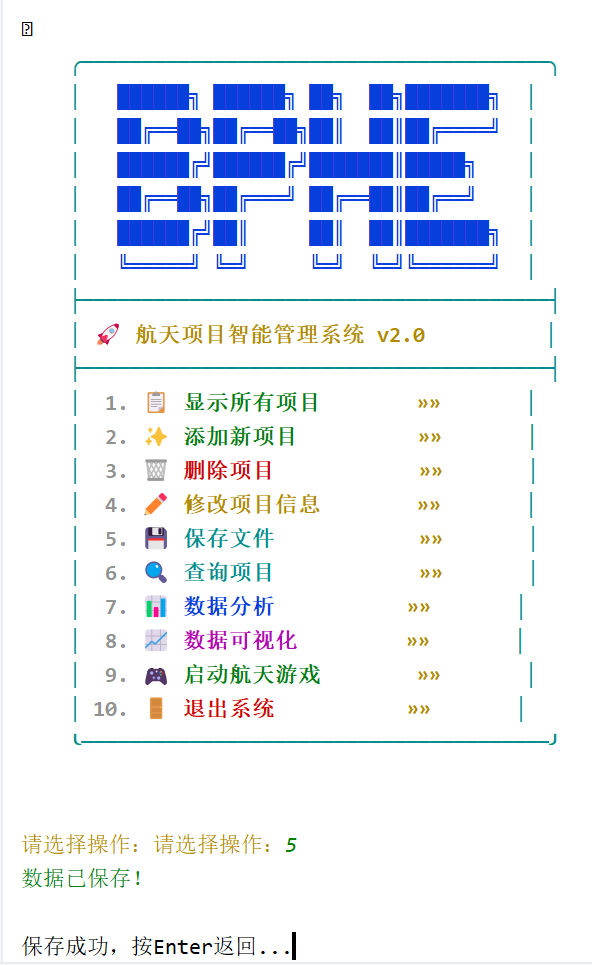 航天项目智能管理系统 v2.0
1. 显示所有项目 »»
2. 添加新项目 »»
3. 删除项目 »»
4. 修改项目信息 »»
5. 保存文件 »»
6. 查询项目 »»
7. 数据分析 »»
8. 数据可视化 »»
9. 启动航天游戏 »»
10. 退出系统 »»
请选择操作：请选择操作：5
数据已保存！
保存成功，按Enter返回...